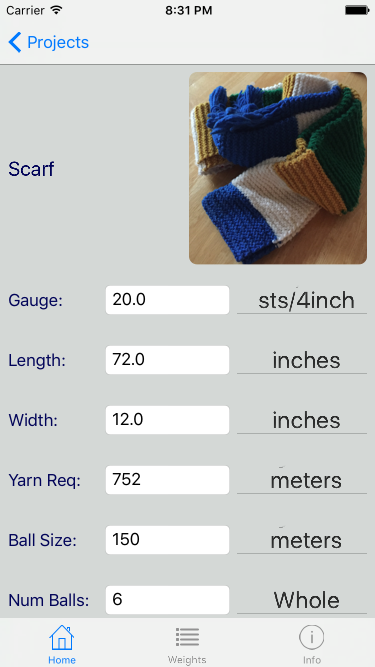 Carrier 8:31 PM
Projects
Scarf
Gauge: 20.0 sts/4inch
Length: 72.0 inches
Width: 12.0 inches
Yarn Req: 752 meters
Ball Size: 150 meters
Num Balls: 6 Whole
Home Weights Info